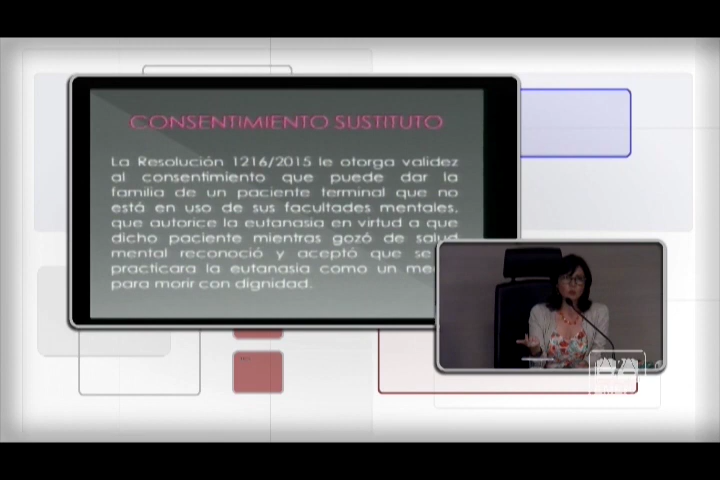 CONSENTIMIENTO SUSTITUTO
La Resolución 1216/2015 le otorga validez
al consentimiento que puede dar la
familia de un paciente terminal que no
está en uso de sus facultades mentales,
que autorice la eutanasia en virtud a que
dicho paciente mientras gozó de salud
mental reconoció y aceptó que se
practicara la eutanasia como un
para morir con dignidad.